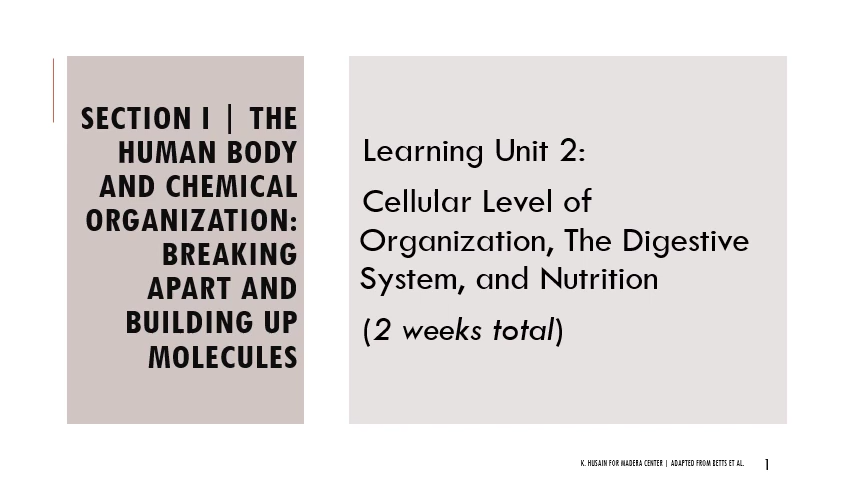 SECTION I | THE
HUMAN BODY
AND CHEMICAL
ORGANIZATION:
BREAKING
APART AND
BUILDING UP
MOLECULES
Learning Unit 2:
Cellular Level of
Organization, The Digestive
System, and Nutrition
(2 weeks total)
K. HUSAIN FOR MADERA CENTER | ADAPTED FROM BETTS ET AL.
1